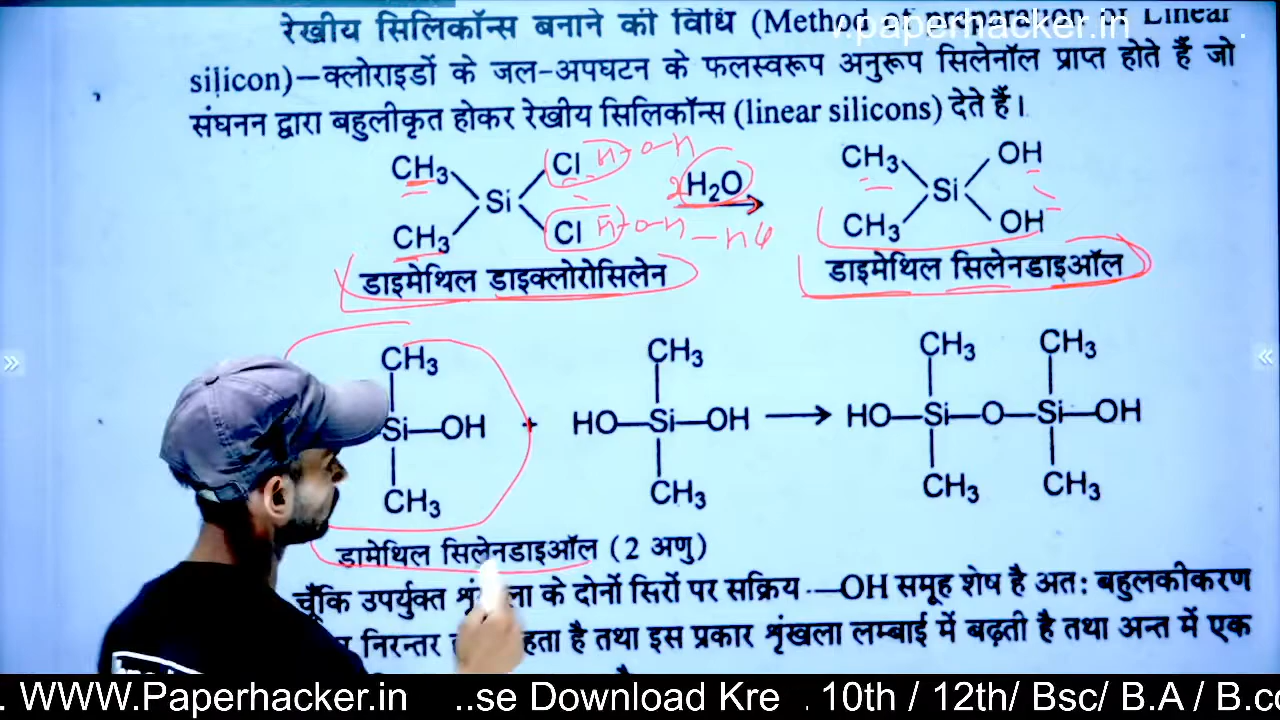 रेखीय सिलिकॉन्स बनाने की विधि (Method of preparation of Linear
v.paperhacker.in
silicon)—क्लोराइडों के जल-अपघटन के फलस्वरूप अनुरूप सिलेनॉल प्राप्त होते हैं जो
संघनन द्वारा बहुलीकृत होकर रेखीय सिलिकॉन्स (linear silicons) देते हैं।
CH₃ Cl CH₃ OH
Si 2H₂O Si
CH₃ Cl CH₃ OH
डाइमेथिल डाइक्लोरोसिलेन डाइमेथिल सिलेनडाइऑल
CH₃ CH₃ CH₃ CH₃
Si—OH + HO—Si—OH ⟶ HO—Si—O—Si—OH
CH₃ CH₃ CH₃ CH₃
डामेथिल सिलेनडाइऑल (2 अणु)
चूँकि उपर्युक्त के दोनों सिरों पर सक्रिय —OH समूह शेष है अत: बहुलकीकरण
निरन्तर है तथा इस प्रकार शृंखला लम्बाई में बढ़ती है तथा अन्त में एक
. WWW.Paperhacker.in ..se Download Kre . 10th / 12th/ Bsc/ B.A / B.co